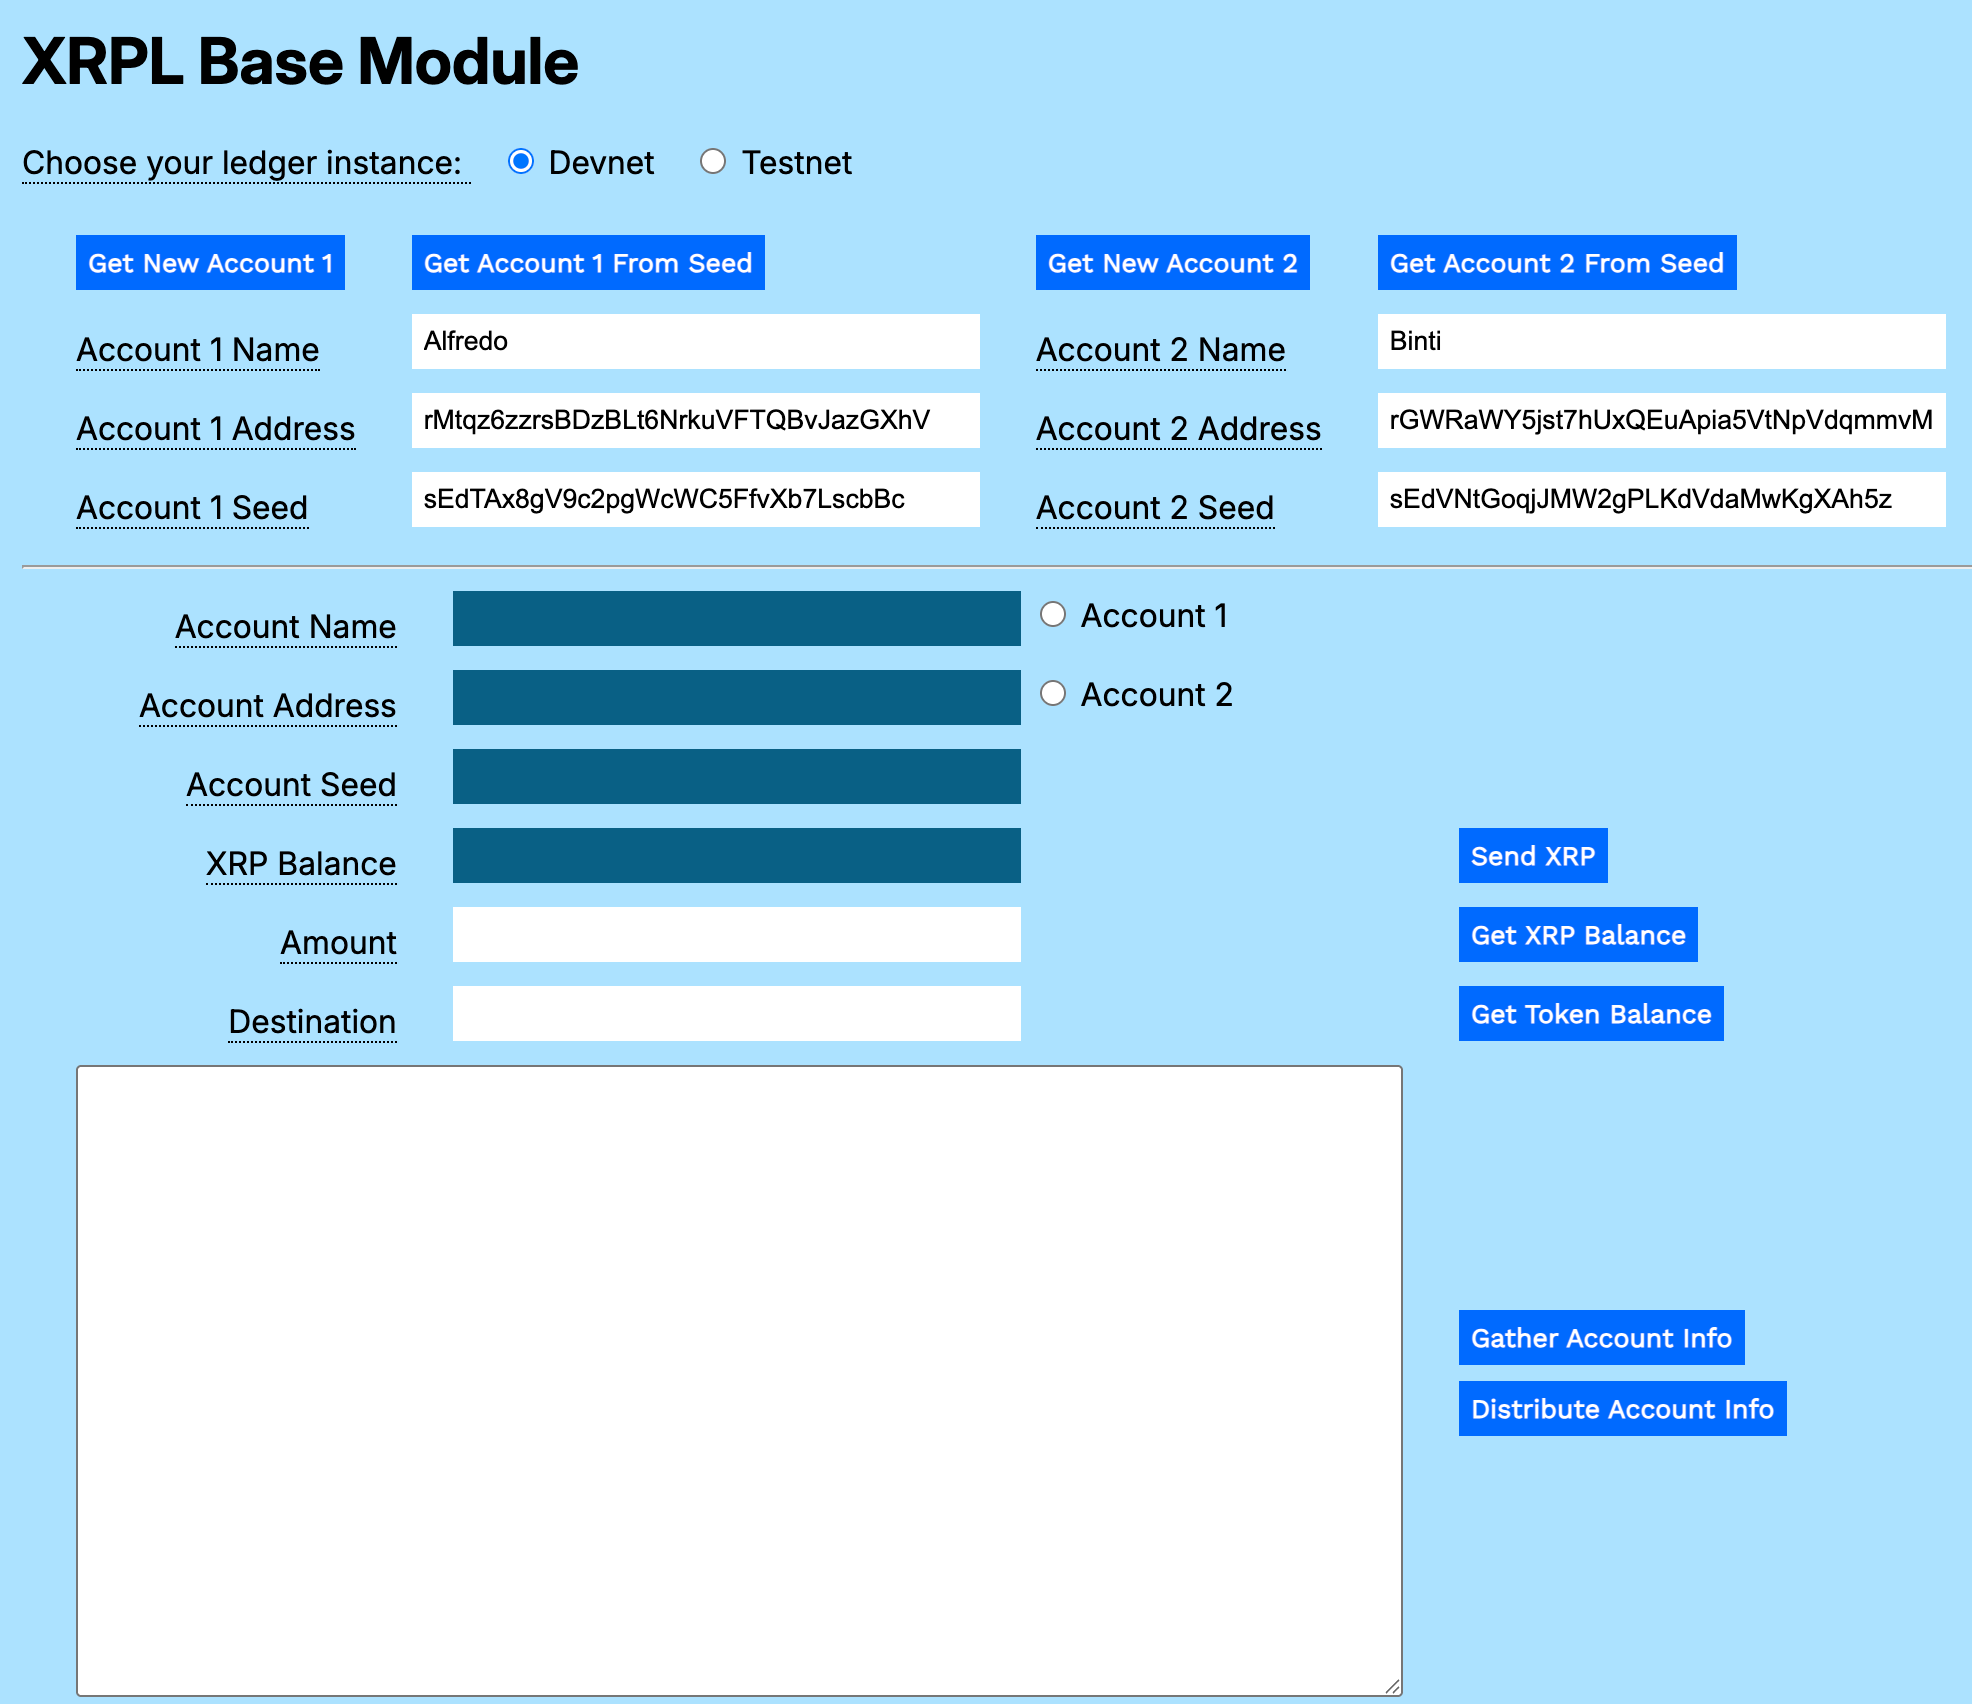 XRPL Base Module
Choose your ledger instance: Devnet Testnet
Get New Account 1 Get Account 1 From Seed Get New Account 2 Get Account 2 From Seed
Account 1 Name Alfredo Account 2 Name Binti
Account 1 Address rMtqz6zzrsBDzBLt6NrkuVFTQBvJazGXhV Account 2 Address rGWRaWY5jst7hUxQEuApia5VtNpVdqmmvM
Account 1 Seed sEdTAx8gV9c2pgWcWC5FfvXb7LscbBc Account 2 Seed sEdVNtGoqjJMW2gPLKdVdaMwKgXAh5z
Account Name Account 1
Account Address Account 2
Account Seed
XRP Balance Send XRP
Amount Get XRP Balance
Destination Get Token Balance
Gather Account Info
Distribute Account Info